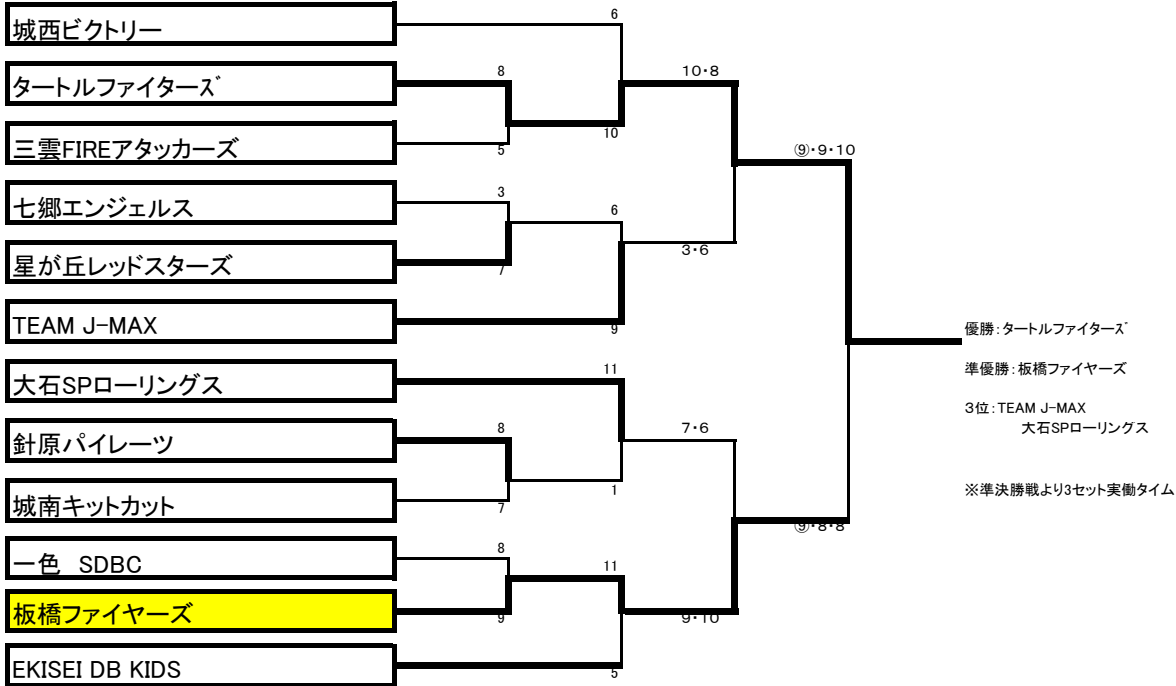 城西ビクトリー
6
タートルファイターズ
8
10・8
10
三雲FIREアタッカーズ
5
⑨・9・10
七郷エンジェルス
3
6
3・6
星が丘レッドスターズ
7
TEAM J-MAX
9
優勝:タートルファイターズ
準優勝:板橋ファイヤーズ
3位:TEAM J-MAX
大石SPローリングス
※準決勝戦より3セット実働タイム
大石SPローリングス
11
針原パイレーツ
8
7・6
1
城南キットカット
7
⑨・8・8
一色 SDBC
8
11
板橋ファイヤーズ
9
9・10
EKISEI DB KIDS
5